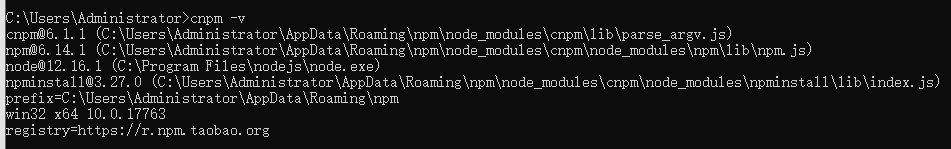 C:\Users\Administrator>cnpm -v
cnpm@6.1.1 (C:\Users\Administrator\AppData\Roaming\npm\node_modules\cnpm\lib\parse_argv.js)
npm@6.14.1 (C:\Users\Administrator\AppData\Roaming\npm\node_modules\cnpm\node_modules\npm\lib\npm.js)
node@12.16.1 (C:\Program Files\nodejs\node.exe)
npminstall@3.27.0 (C:\Users\Administrator\AppData\Roaming\npm\node_modules\cnpm\node_modules\npminstall\lib\index.js)
prefix=C:\Users\Administrator\AppData\Roaming\npm
win32 x64 10.0.17763
registry=https://r.npm.taobao.org